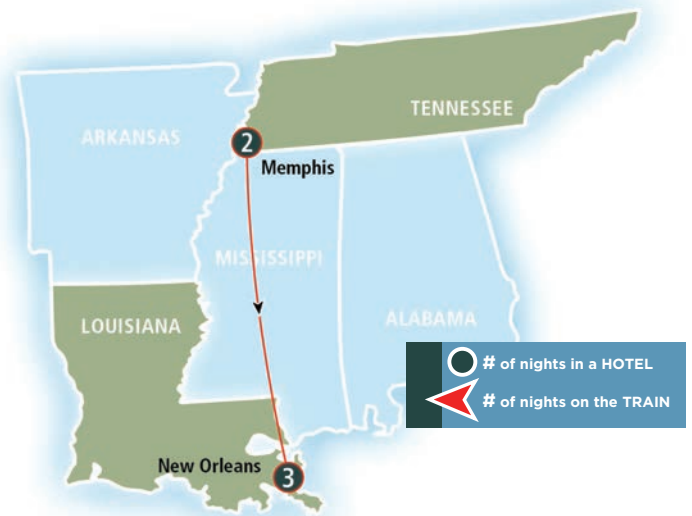 TENNESSEE
ARKANSAS
2
Memphis
MISSISSIPPI
LOUISIANA
ALABAMA
# of nights in a HOTEL
# of nights on the TRAIN
New Orleans
3